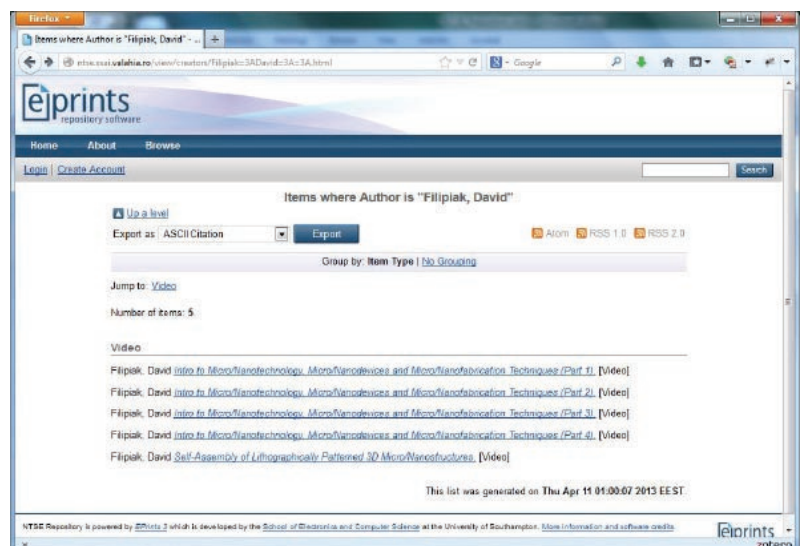 Firefox
Items where Author is "Filipiak, David" - ...
ntse.ssai.valahia.ro/view/creators/Filipiak=3ADavid=3A=3A.html
Google
eprints
repository software
Home About Browse
Login | Create Account
Search
Items where Author is "Filipiak, David"
Up a level
Export as ASCII Citation Export
Atom RSS 1.0 RSS 2.0
Group by: Item Type | No Grouping
Jump to: Video
Number of items: 5.
Video
Filipiak, David Intro to Micro/Nanotechnology, Micro/Nanodevices and Micro/Nanofabrication Techniques (Part 1). [Video]
Filipiak, David Intro to Micro/Nanotechnology, Micro/Nanodevices and Micro/Nanofabrication Techniques (Part 2). [Video]
Filipiak, David Intro to Micro/Nanotechnology, Micro/Nanodevices and Micro/Nanofabrication Techniques (Part 3). [Video]
Filipiak, David Intro to Micro/Nanotechnology, Micro/Nanodevices and Micro/Nanofabrication Techniques (Part 4). [Video]
Filipiak, David Self-Assembly of Lithographically Patterned 3D Micro/Nanostructures. [Video]
This list was generated on Thu Apr 11 01:00:07 2013 EEST.
NTSE Repository is powered by EPrints 3 which is developed by the School of Electronics and Computer Science at the University of Southampton. More information and software credits.
eprints
zotero